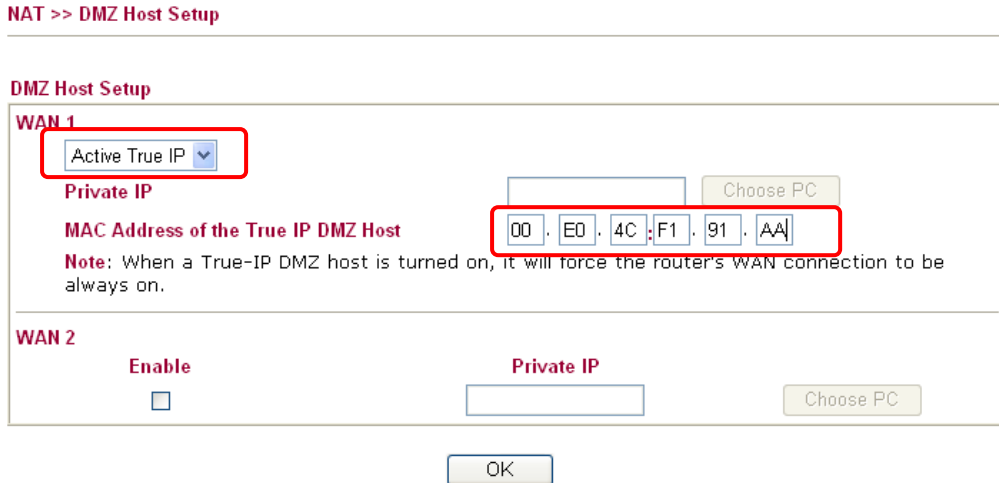 NAT >> DMZ Host Setup
DMZ Host Setup
WAN 1
Active True IP
Private IP
Choose PC
MAC Address of the True IP DMZ Host
00 . E0 . 4C : F1 . 91 . AA
Note: When a True-IP DMZ host is turned on, it will force the router's WAN connection to be
always on.
WAN 2
Enable
Private IP
Choose PC
OK